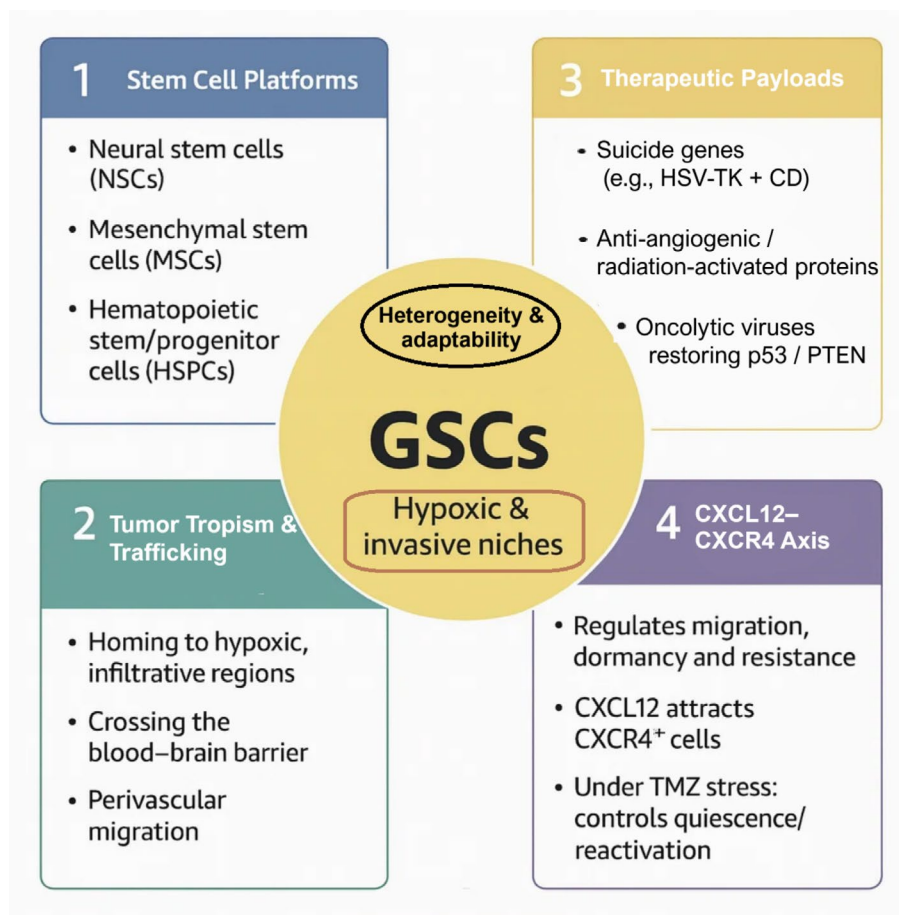 1 Stem Cell Platforms
• Neural stem cells
(NSCs)
• Mesenchymal stem
cells (MSCs)
• Hematopoietic
stem/progenitor
cells (HSPCs)
2 Tumor Tropism &
Trafficking
• Homing to hypoxic,
infiltrative regions
• Crossing the
blood–brain barrier
• Perivascular
migration
Heterogeneity &
adaptability
GSCs
Hypoxic &
invasive niches
3 Therapeutic Payloads
• Suicide genes
(e.g., HSV-TK + CD)
• Anti-angiogenic /
radiation-activated proteins
• Oncolytic viruses
restoring p53 / PTEN
4 CXCL12–
CXCR4 Axis
• Regulates migration,
dormancy and resistance
• CXCL12 attracts
CXCR4⁺ cells
• Under TMZ stress:
controls quiescence/
reactivation